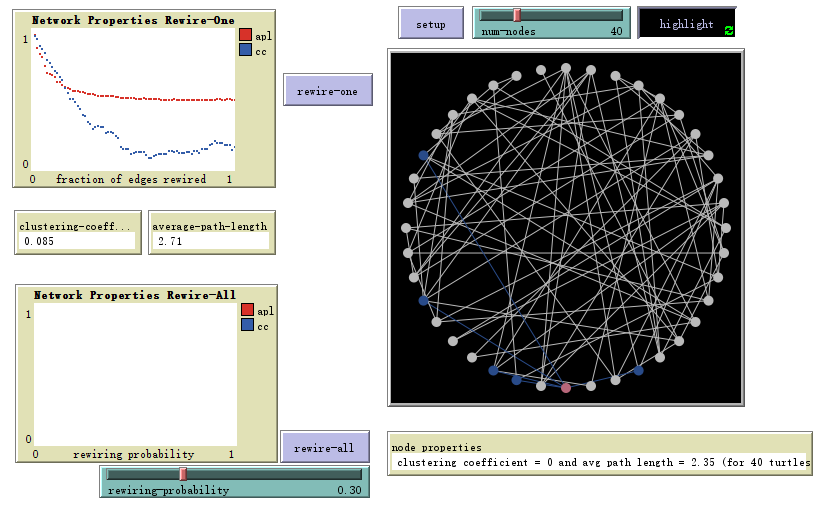 Network Properties Rewire-One
1
apl
cc
0
0
fraction of edges rewired
1
setup
num-nodes
40
highlight
rewire-one
clustering-coeff...
0.085
average-path-length
2.71
Network Properties Rewire-All
1
apl
cc
0
0
rewiring probability
1
rewire-all
rewiring-probability
0.30
node properties
clustering coefficient = 0 and avg path length = 2.35 (for 40 turtles